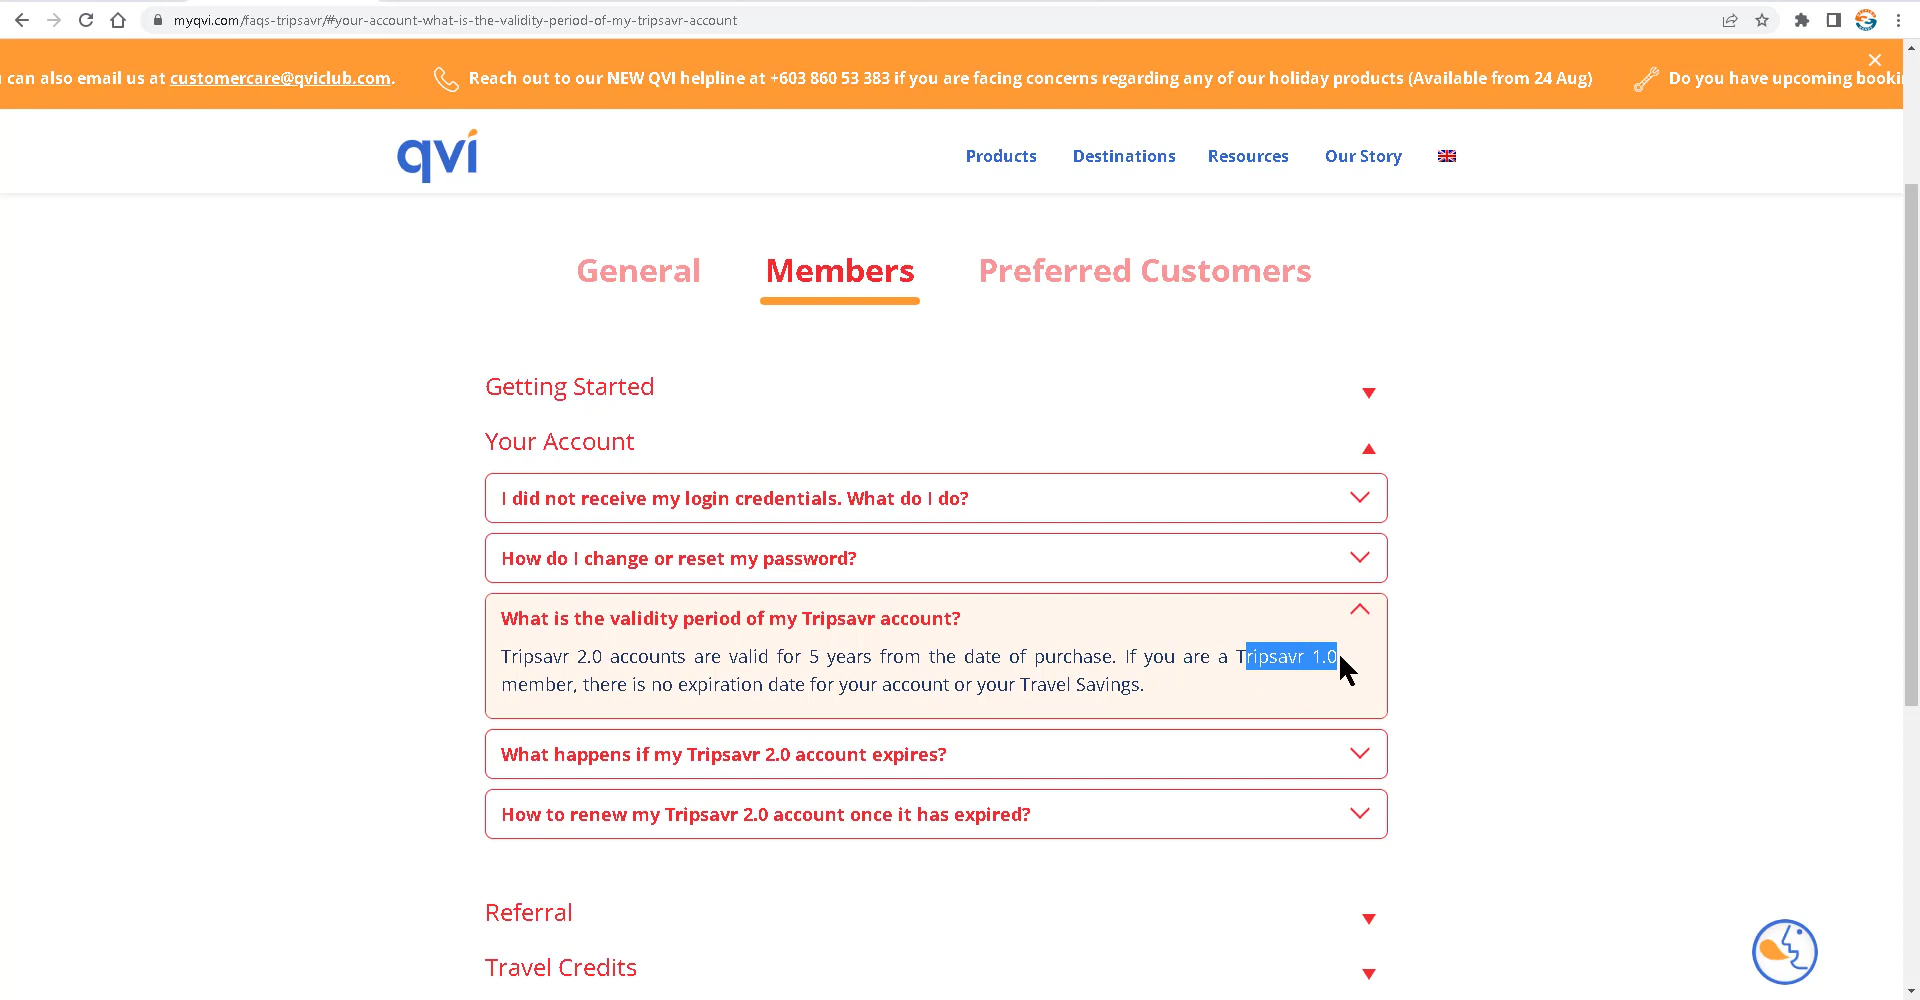 myqvi.com/faqs-tripsavr/#your-account-what-is-the-validity-period-of-my-tripsavr-account
can also email us at customercare@qviclub.com. Reach out to our NEW QVI helpline at +603 860 53 383 if you are facing concerns regarding any of our holiday products (Available from 24 Aug) Do you have upcoming
qvi
Products Destinations Resources Our Story
General Members Preferred Customers
Getting Started
Your Account
I did not receive my login credentials. What do I do?
How do I change or reset my password?
What is the validity period of my Tripsavr account?
Tripsavr 2.0 accounts are valid for 5 years from the date of purchase. If you are a Tripsavr 1.0
member, there is no expiration date for your account or your Travel Savings.
What happens if my Tripsavr 2.0 account expires?
How to renew my Tripsavr 2.0 account once it has expired?
Referral
Travel Credits